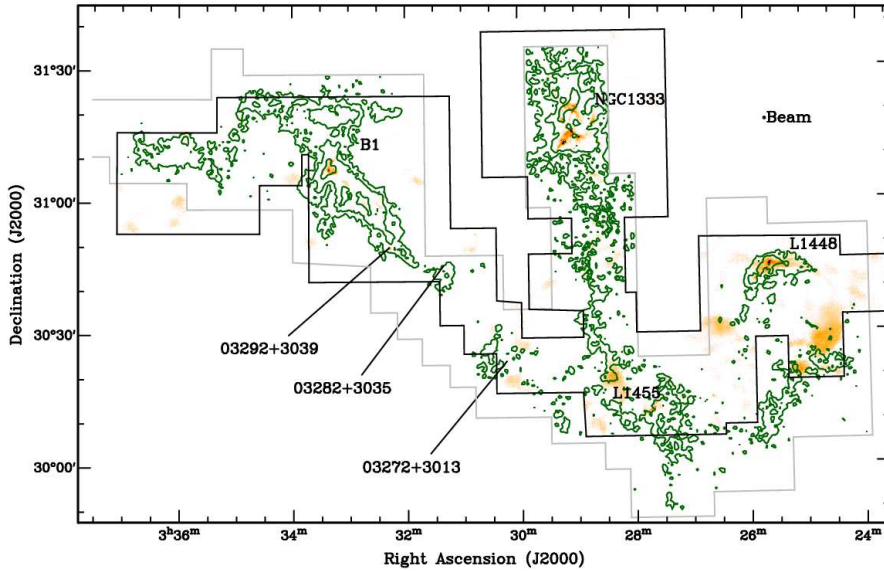 31°30′
NGC1333
Beam
B1
31°00′
L1448
Declination (J2000)
30°30′
03292+3039
03282+3035
L1455
03272+3013
30°00′
3ʰ36ᵐ 34ᵐ 32ᵐ 30ᵐ 28ᵐ 26ᵐ 24ᵐ
Right Ascension (J2000)